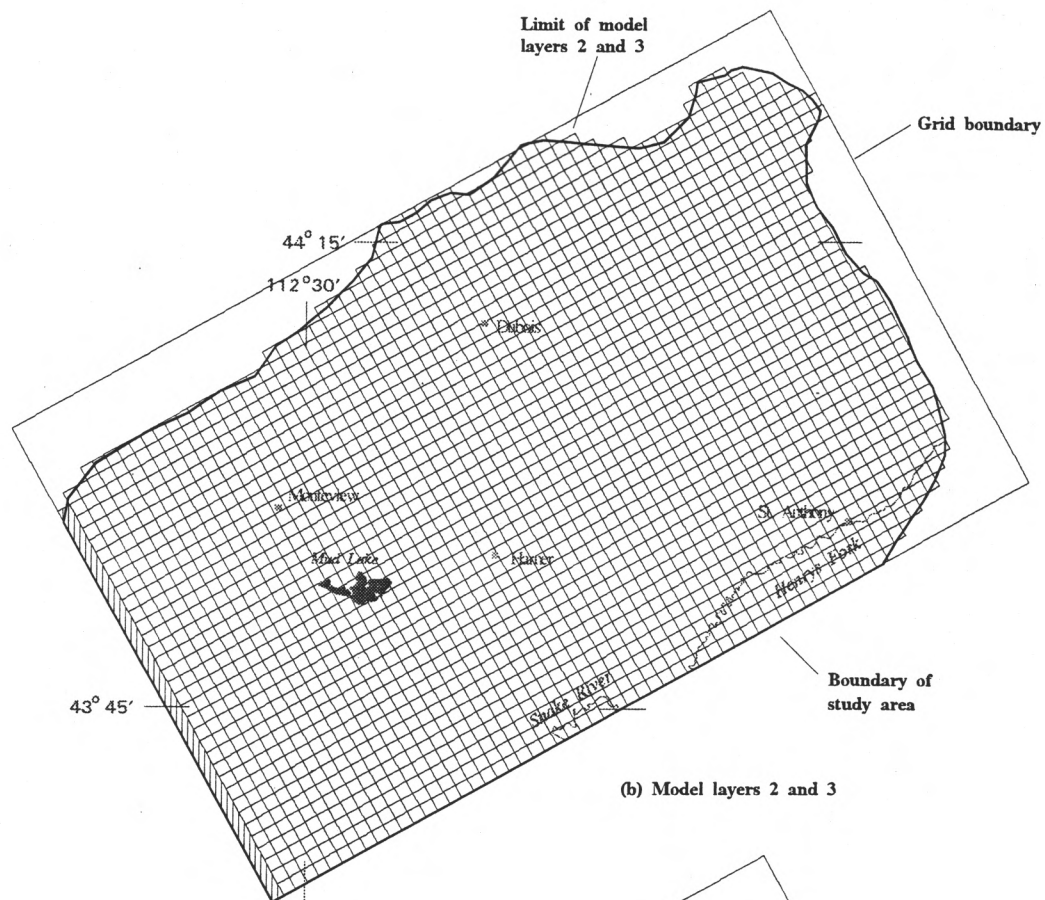 Limit of model
layers 2 and 3
Grid boundary
44° 15′
112° 30′
Dubois
Monteview
St. Anthony
Mud Lake
Hamer
Henrys Fork
Boundary of
study area
43° 45′
Snake River
(b) Model layers 2 and 3